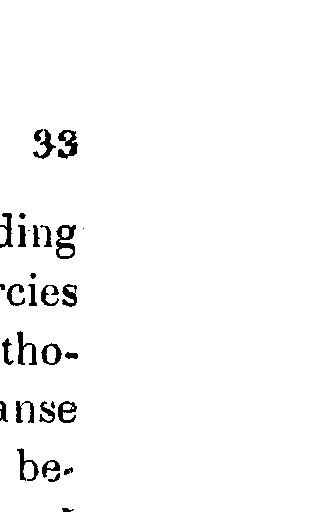 33
ding
rcies
tho-
anse
be-